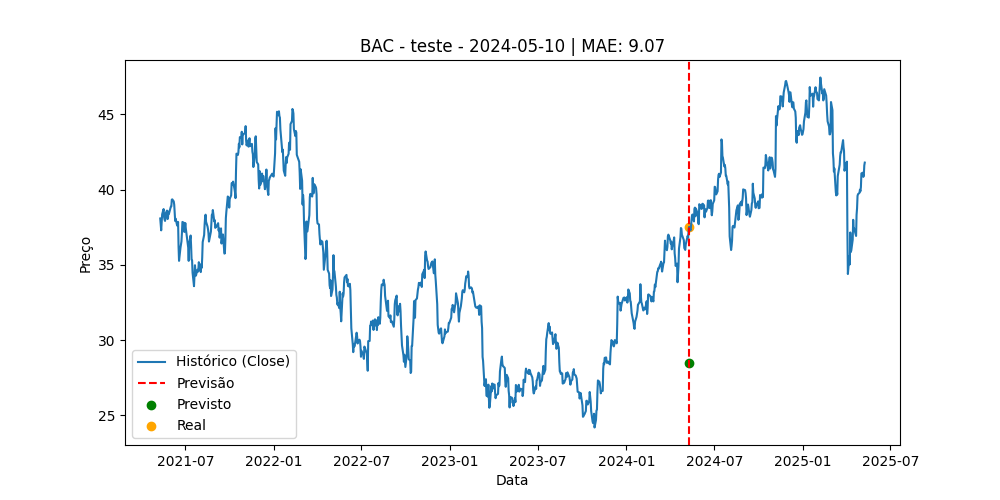 BAC - teste - 2024-05-10 | MAE: 9.07
Preço
45
40
35
30
25
Histórico (Close)
Previsão
Previsto
Real
2021-07
2022-01
2022-07
2023-01
2023-07
2024-01
2024-07
2025-01
2025-07
Data